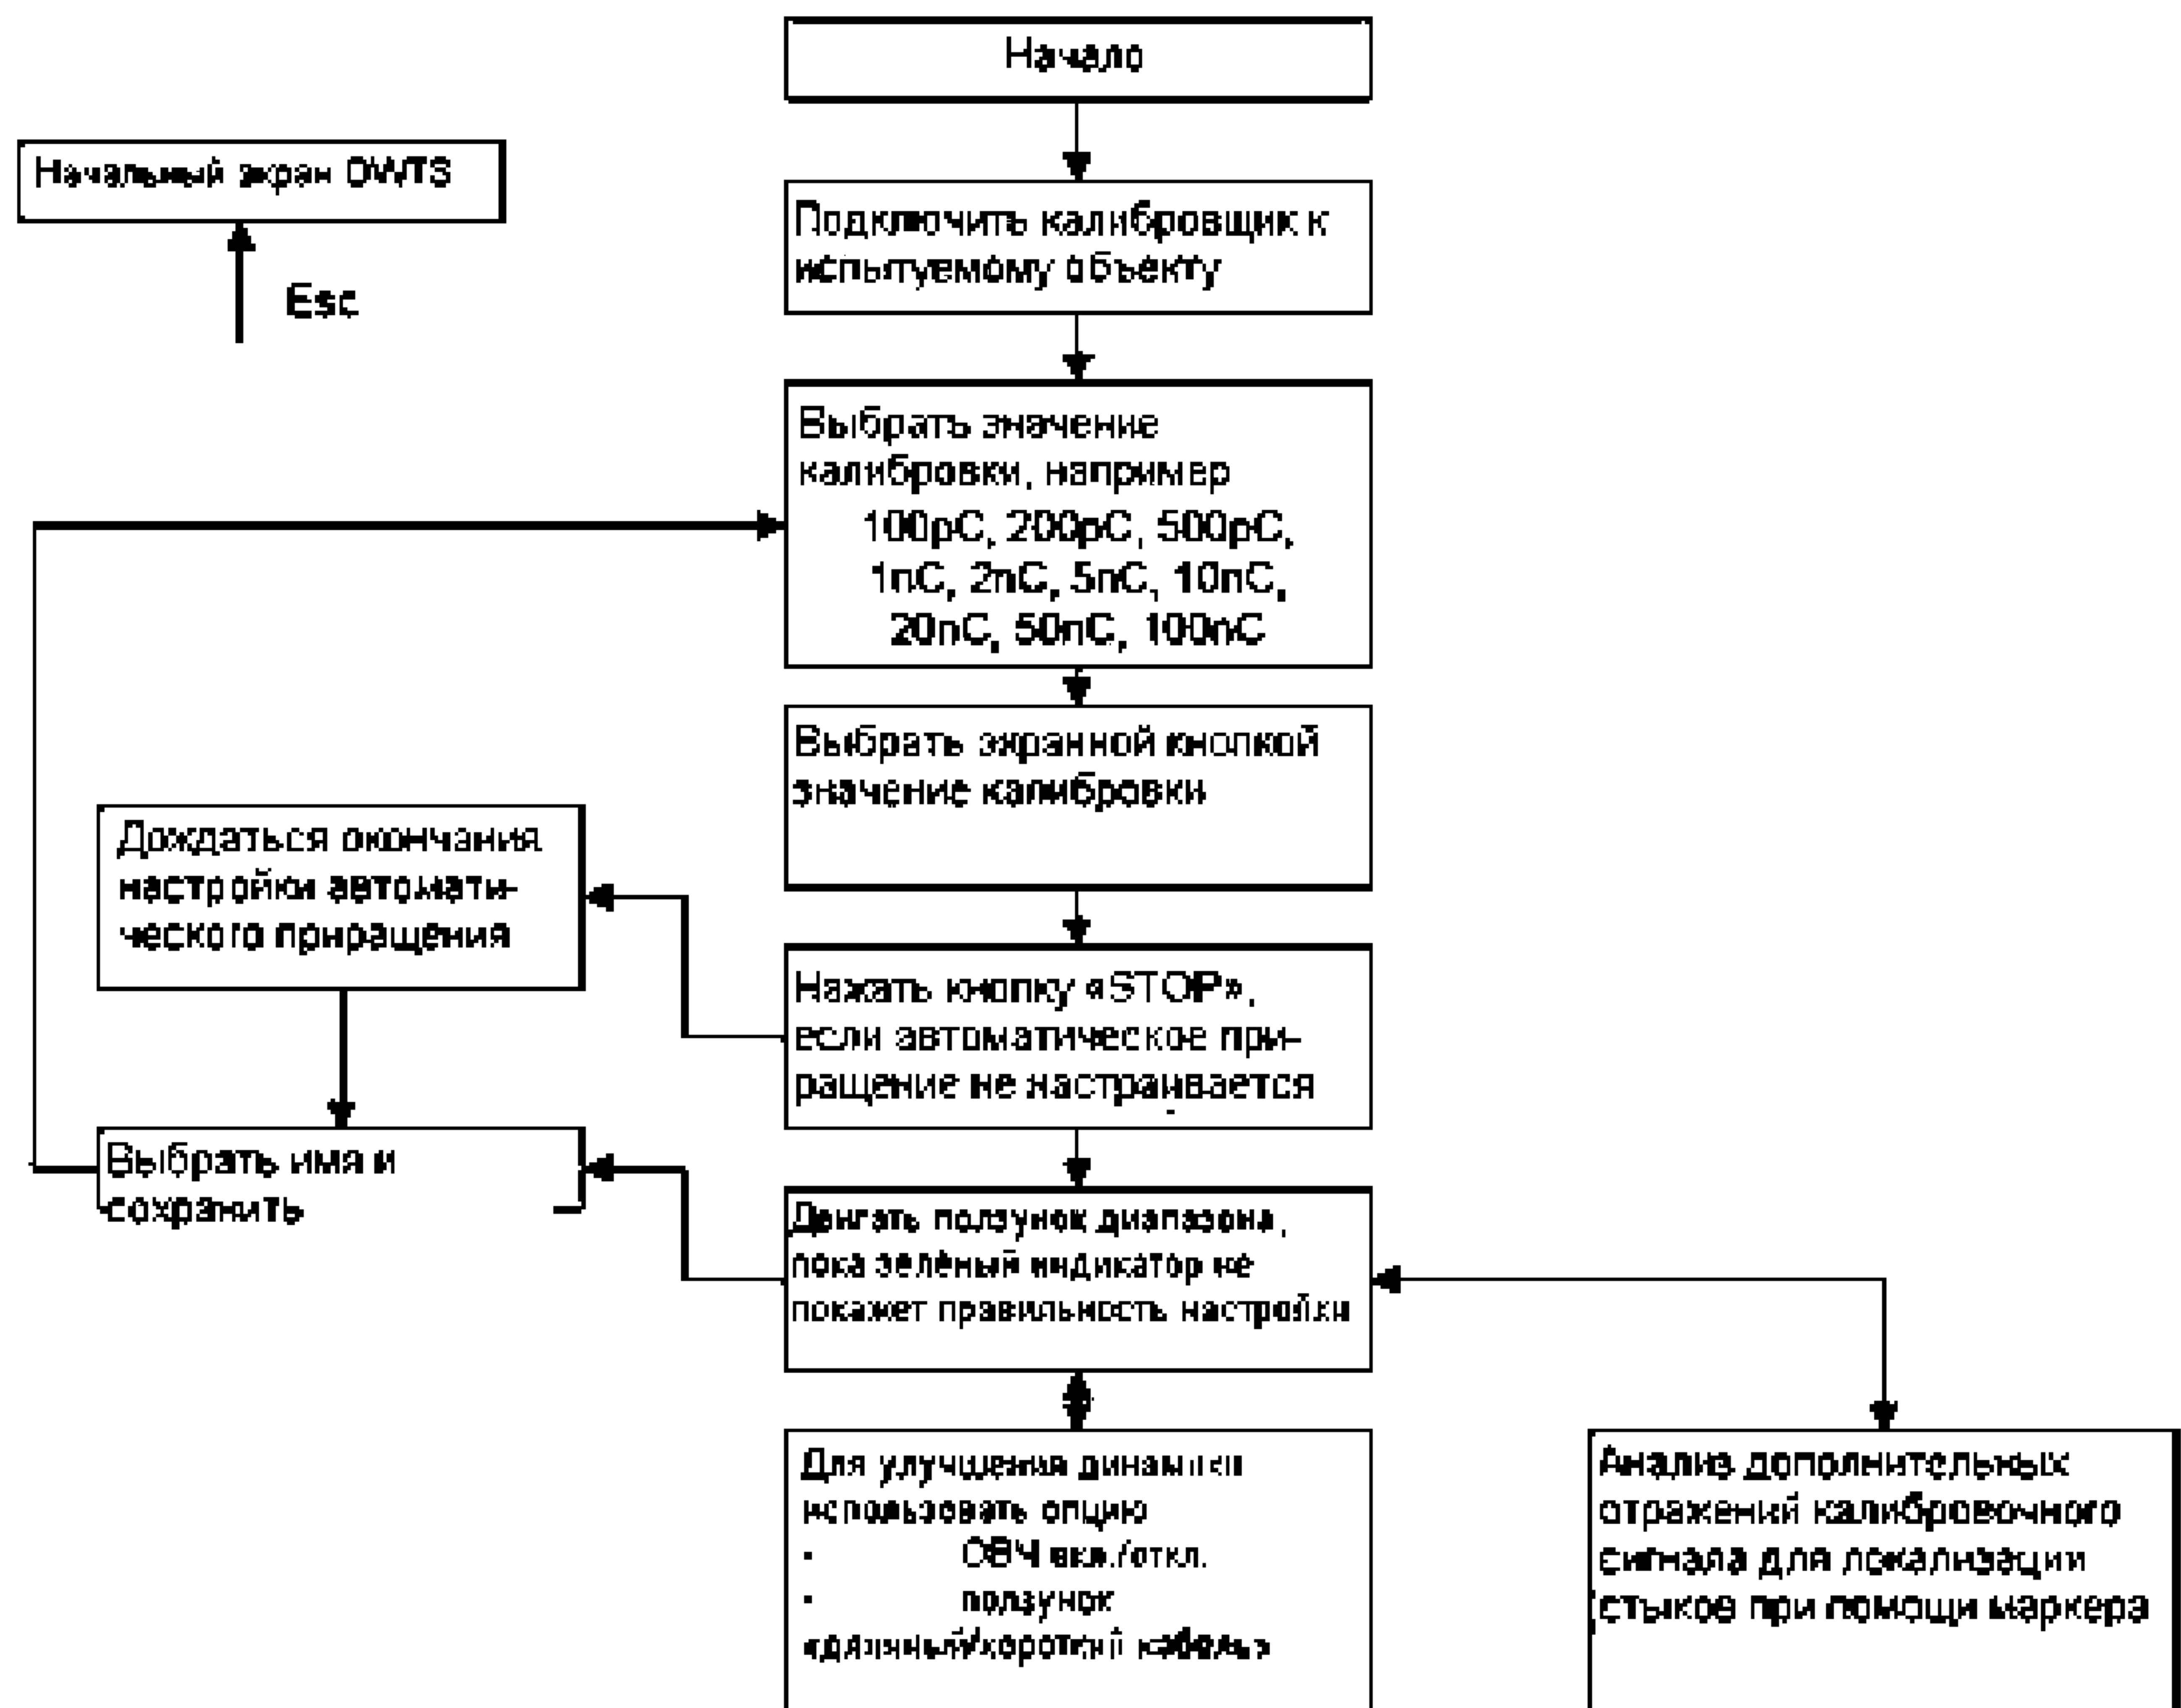 Начало
Начальный экран OWTS
Подключить калибровщик к
испытуемому объекту
Esc
Выбрать значение
калибровки, например
100pC, 200pC, 500pC,
1nC, 2nC, 5nC, 10nC,
20nC, 50nC, 100nC
Выбрать экранной кнопкой
значение калибровки
Дождаться окончания
настройки автомати-
ческого приращения
Нажать кнопку «STOP»,
если автоматическое при-
ращение не настраивается
Выбрать имя и
сохранить
Двигать ползунок диапазона,
пока зелёный индикатор не
покажет правильность настройки
Для улучшения динамики
использовать опцию
- СВЧ вкл./откл.
- ползунок
«длинный/короткий кабель»
Анализ дополнительных
отражений калибровочного
сигнала для локализации
стыков при помощи маркера